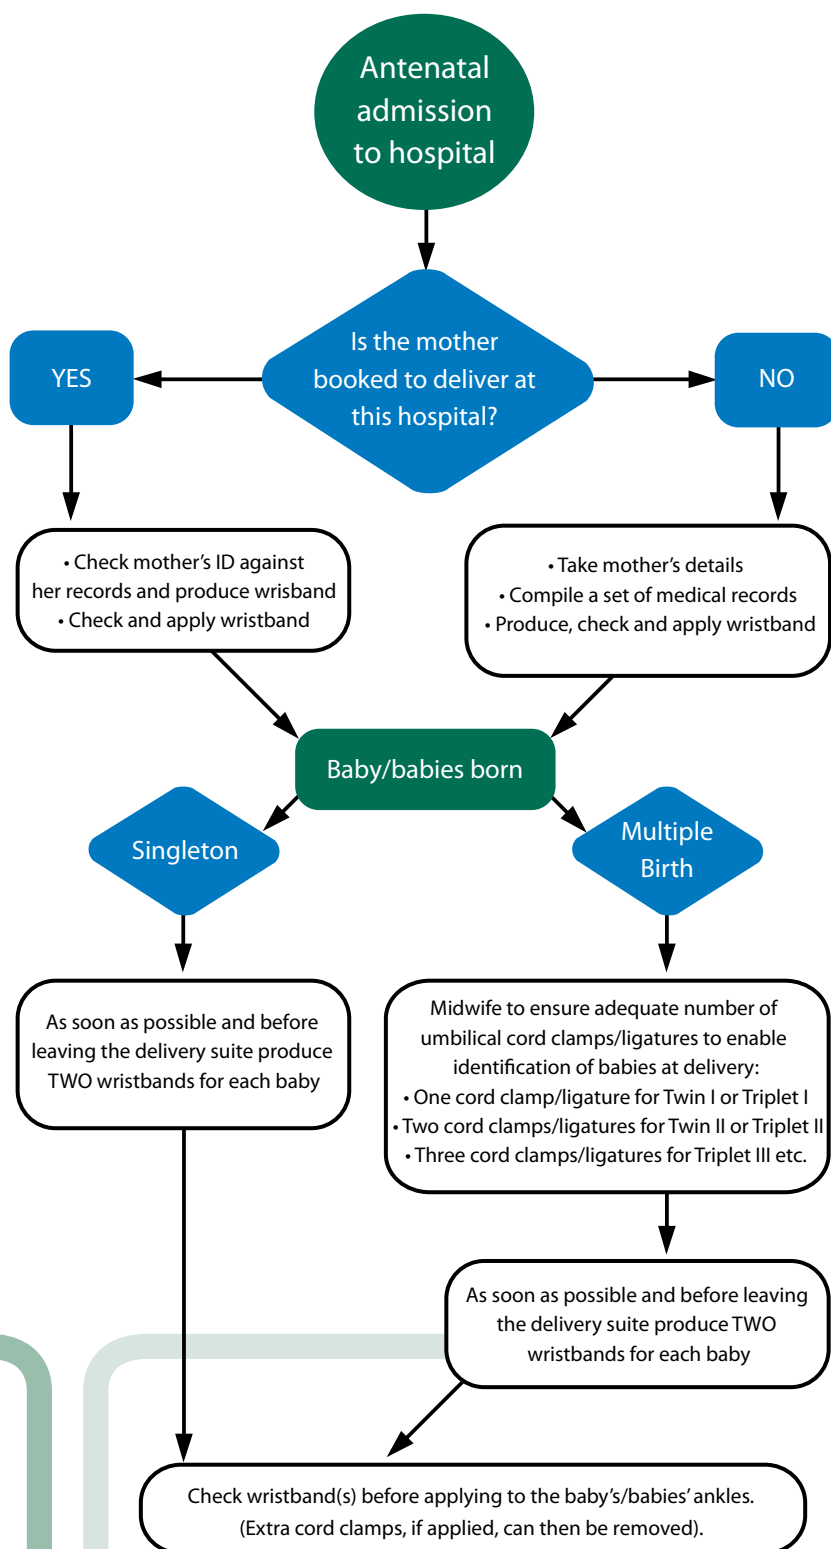 Antenatal
admission
to hospital
Is the mother
booked to deliver at
this hospital?
YES
NO
• Check mother's ID against
her records and produce wrisband
• Check and apply wristband
• Take mother's details
• Compile a set of medical records
• Produce, check and apply wristband
Baby/babies born
Singleton
Multiple
Birth
As soon as possible and before
leaving the delivery suite produce
TWO wristbands for each baby
Midwife to ensure adequate number of
umbilical cord clamps/ligatures to enable
identification of babies at delivery:
• One cord clamp/ligature for Twin I or Triplet I
• Two cord clamps/ligatures for Twin II or Triplet II
• Three cord clamps/ligatures for Triplet III etc.
As soon as possible and before leaving
the delivery suite produce TWO
wristbands for each baby
Check wristband(s) before applying to the baby's/babies' ankles.
(Extra cord clamps, if applied, can then be removed).